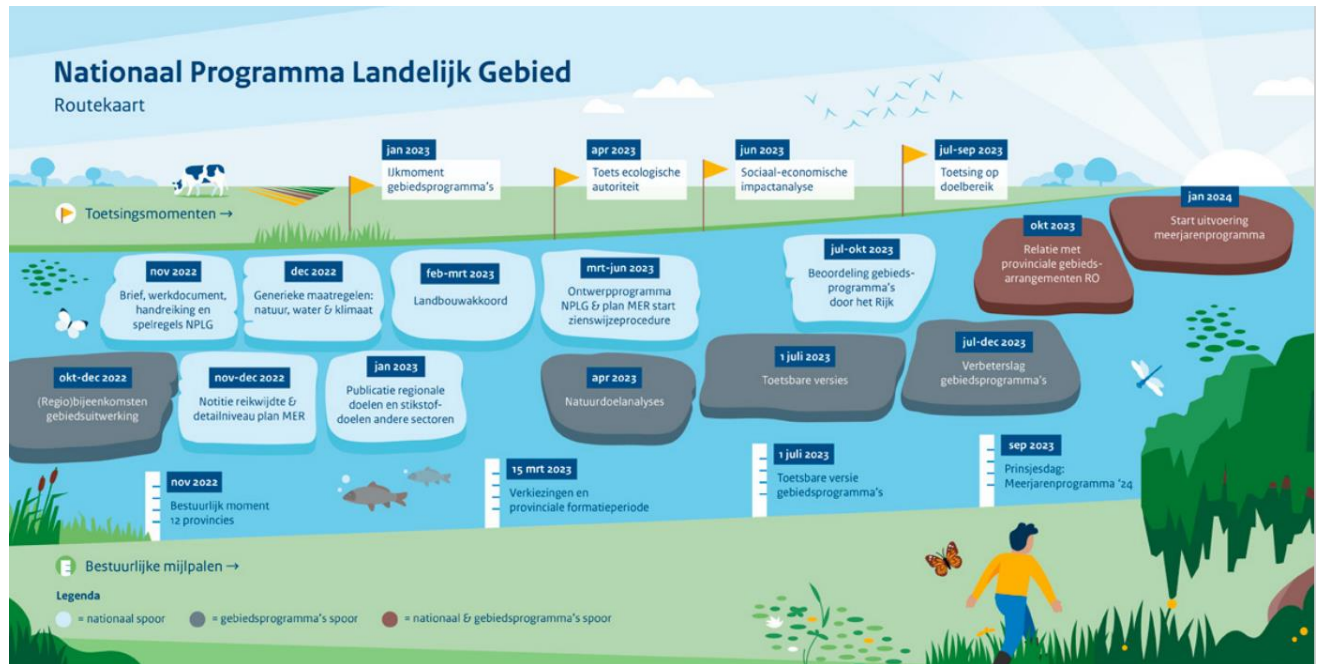 Nationaal Programma Landelijk Gebied
Routekaart
jan 2023
IJkmoment
gebiedsprogramma's
apr 2023
Toets ecologische
autoriteit
jun 2023
Sociaal-economische
impactanalyse
jul-sep 2023
Toetsing op
doelbereik
Toetsingsmomenten →
nov 2022
Brief, werkdocument,
handreiking en
spelregels NPLG
dec 2022
Generieke maatregelen:
natuur, water & klimaat
feb-mrt 2023
Landbouwakkoord
mrt-jun 2023
Ontwerpprogramma
NPLG & plan MER start
zienswijzeprocedure
jul-okt 2023
Beoordeling gebieds-
programma's
door het Rijk
okt 2023
Relatie met
provinciale gebieds-
arrangementen RO
jan 2024
Start uitvoering
meerjarenprogramma
okt-dec 2022
(Regio)bijeenkomsten
gebiedsuitwerking
nov-dec 2022
Notitie reikwijdte &
detailniveau plan MER
jan 2023
Publicatie regionale
doelen en stikstof-
doelen andere sectoren
apr 2023
Natuurdoelanalyses
1 juli 2023
Toetsbare versies
jul-dec 2023
Verbeterslag
gebiedsprogramma's
nov 2022
Bestuurlijk moment
12 provincies
15 mrt 2023
Verkiezingen en
provinciale formatieperiode
1 juli 2023
Toetsbare versie
gebiedsprogramma's
sep 2023
Prinsjesdag:
Meerjarenprogramma '24
Bestuurlijke mijlpalen →
Legenda
= nationaal spoor
= gebiedsprogramma's spoor
= nationaal & gebiedsprogramma's spoor